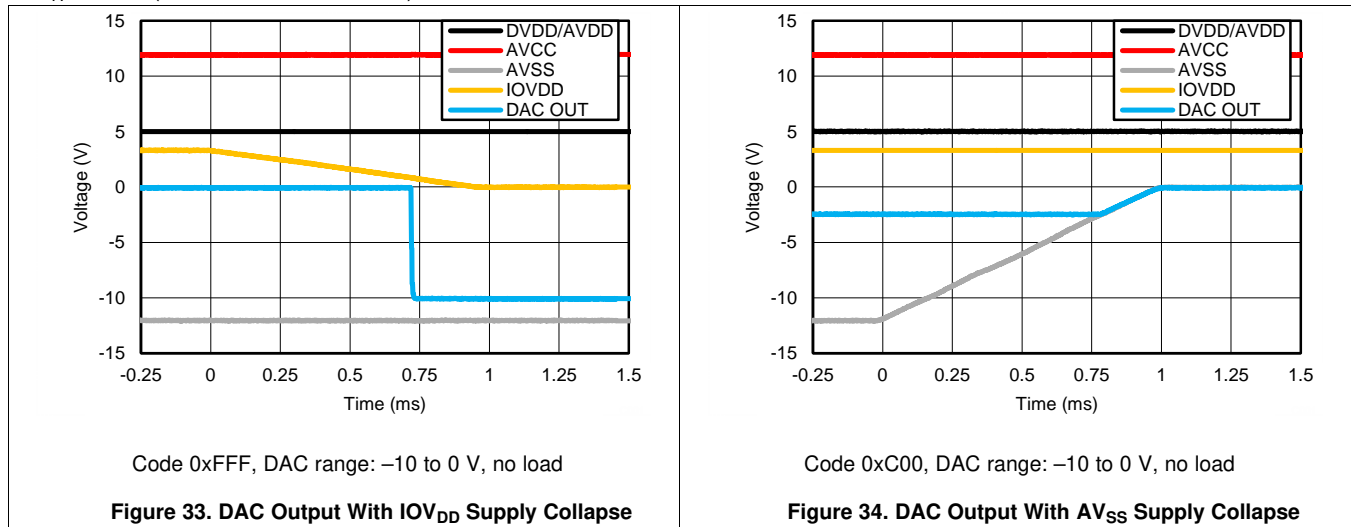 15
10
5
0
-5
-10
-15
Voltage (V)
-0.25 0 0.25 0.5 0.75 1 1.25 1.5
Time (ms)
DVDD/AVDD
AVCC
AVSS
IOVDD
DAC OUT
Code 0xFFF, DAC range: –10 to 0 V, no load
Figure 33. DAC Output With IOVDD Supply Collapse
15
10
5
0
-5
-10
-15
Voltage (V)
-0.25 0 0.25 0.5 0.75 1 1.25 1.5
Time (ms)
DVDD/AVDD
AVCC
AVSS
IOVDD
DAC OUT
Code 0xC00, DAC range: –10 to 0 V, no load
Figure 34. DAC Output With AVSS Supply Collapse